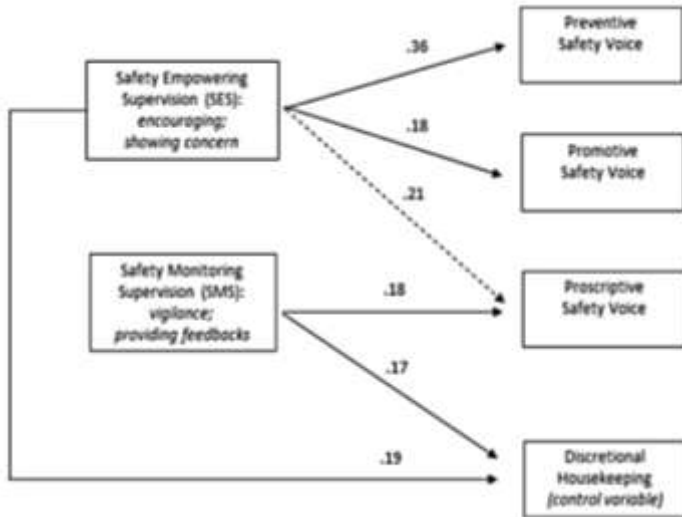 Safety Empowering
Supervision (SES):
encouraging;
showing concern
Safety Monitoring
Supervision (SMS):
vigilance;
providing feedbacks
.36
.18
.21
.18
.17
.19
Preventive
Safety Voice
Promotive
Safety Voice
Proscriptive
Safety Voice
Discretional
Housekeeping
(control variable)